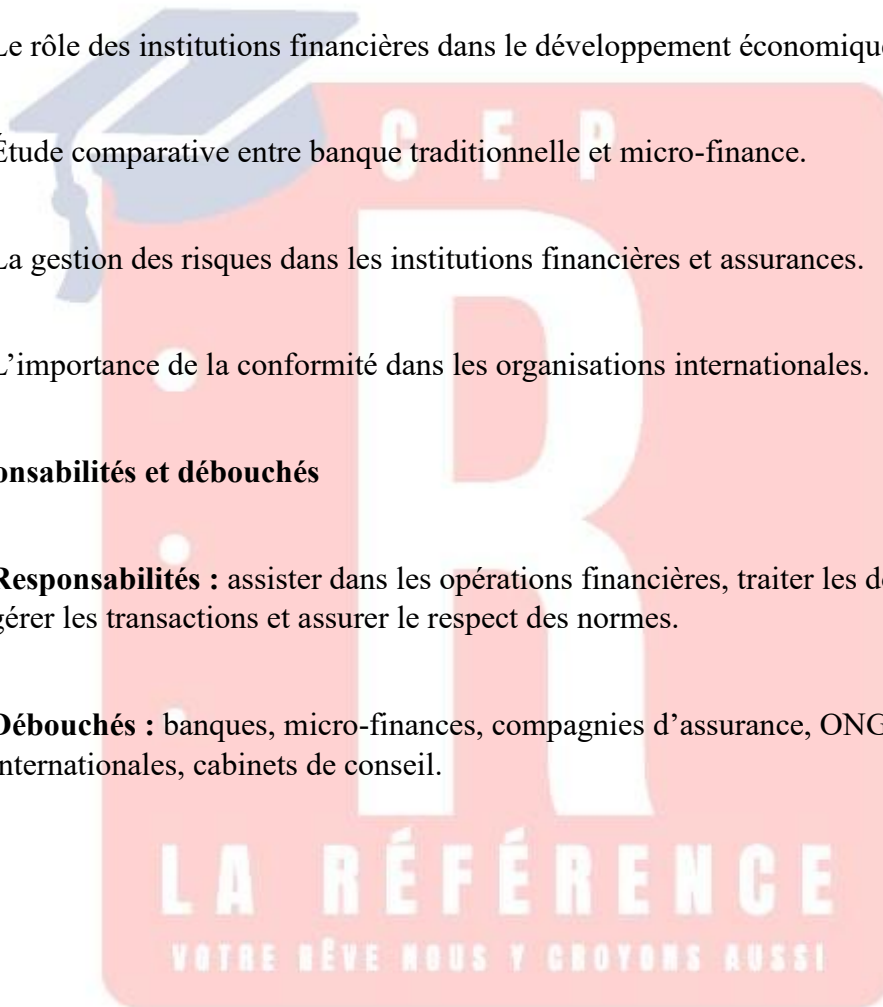 Le rôle des institutions financières dans le développement économique
Étude comparative entre banque traditionnelle et micro-finance.
La gestion des risques dans les institutions financières et assurances.
L’importance de la conformité dans les organisations internationales.
onsabilités et débouchés
Responsabilités : assister dans les opérations financières, traiter les
gérer les transactions et assurer le respect des normes.
Débouchés : banques, micro-finances, compagnies d’assurance, ONG
internationales, cabinets de conseil.
C F P
R
LA RÉFÉRENCE
VOTRE RÊVE NOUS Y CROYONS AUSSI